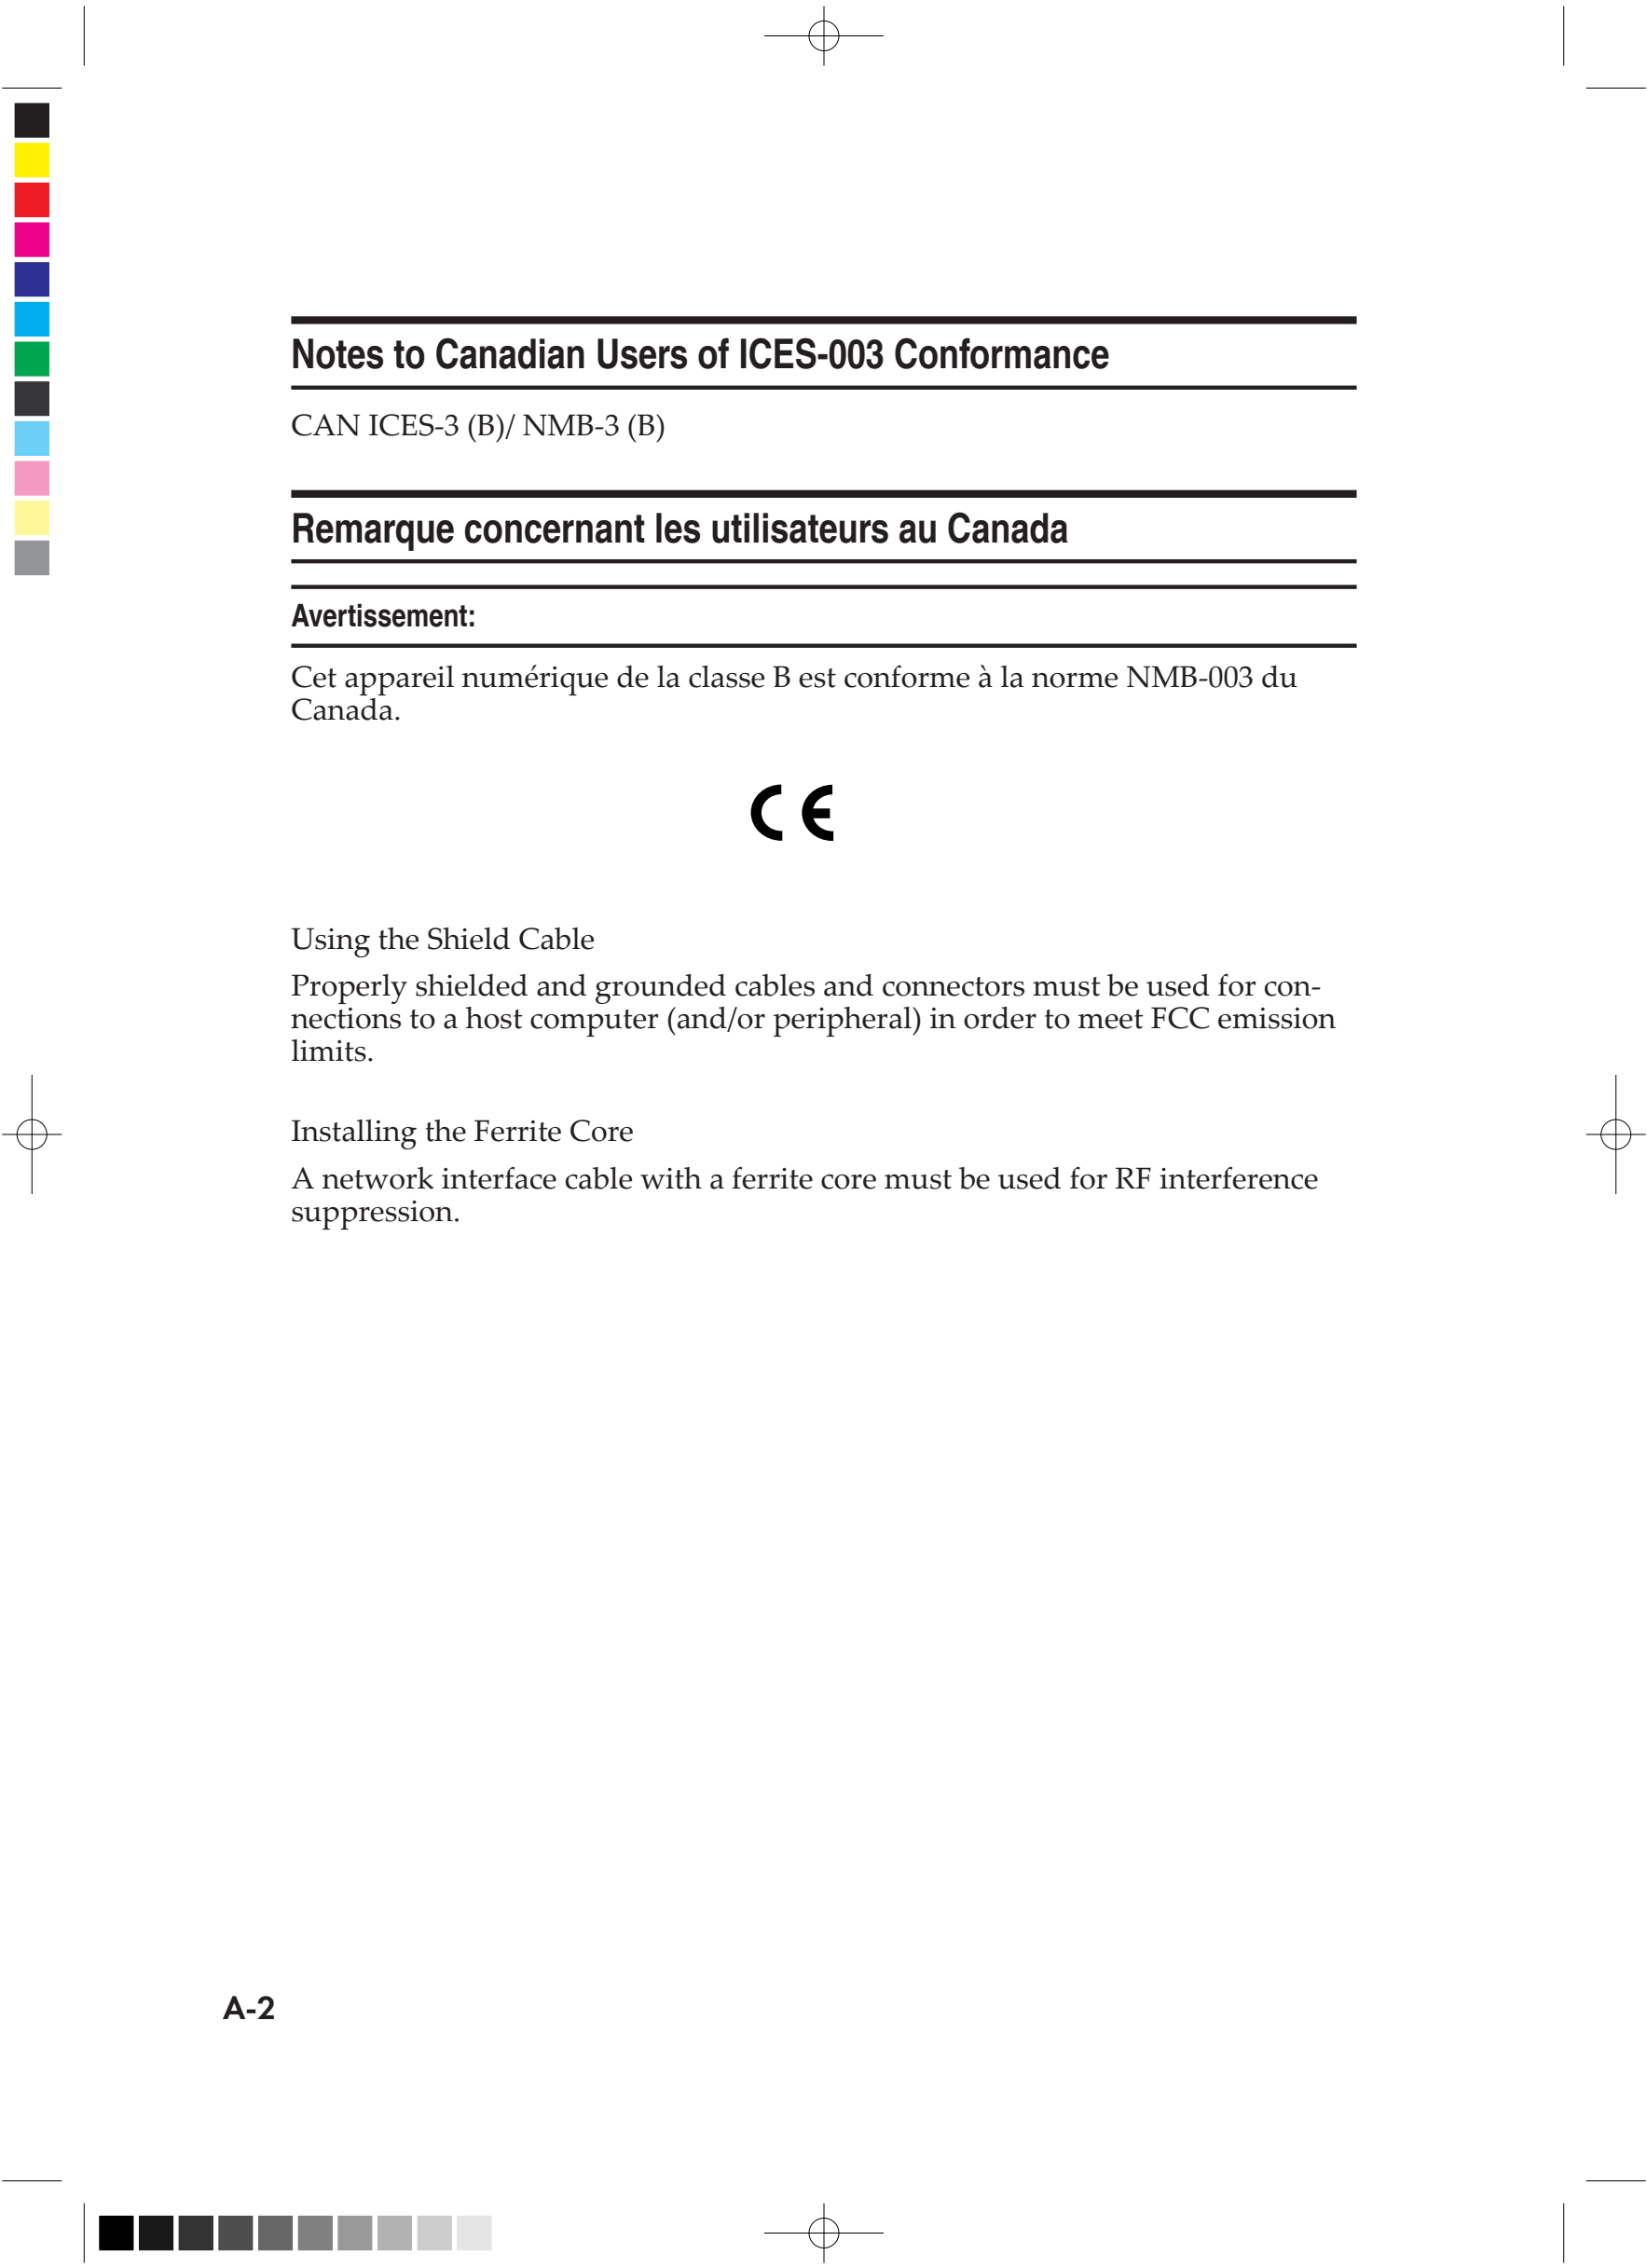 Notes to Canadian Users of ICES-003 Conformance
CAN ICES-3 (B)/ NMB-3 (B)
Remarque concernant les utilisateurs au Canada
Avertissement:
Cet appareil numérique de la classe B est conforme à la norme NMB-003 du
Canada.
CE
Using the Shield Cable
Properly shielded and grounded cables and connectors must be used for con-
nections to a host computer (and/or peripheral) in order to meet FCC emission
limits.
Installing the Ferrite Core
A network interface cable with a ferrite core must be used for RF interference
suppression.
A-2